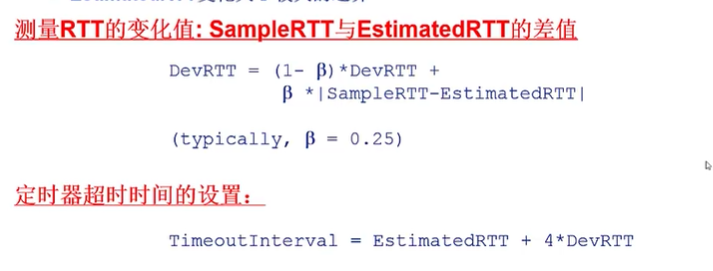 测量RTT的变化值: SampleRTT与EstimatedRTT的差值
DevRTT = (1- β)*DevRTT +
β *|SampleRTT-EstimatedRTT|
(typically, β = 0.25)
定时器超时时间的设置：
TimeoutInterval = EstimatedRTT + 4*DevRTT